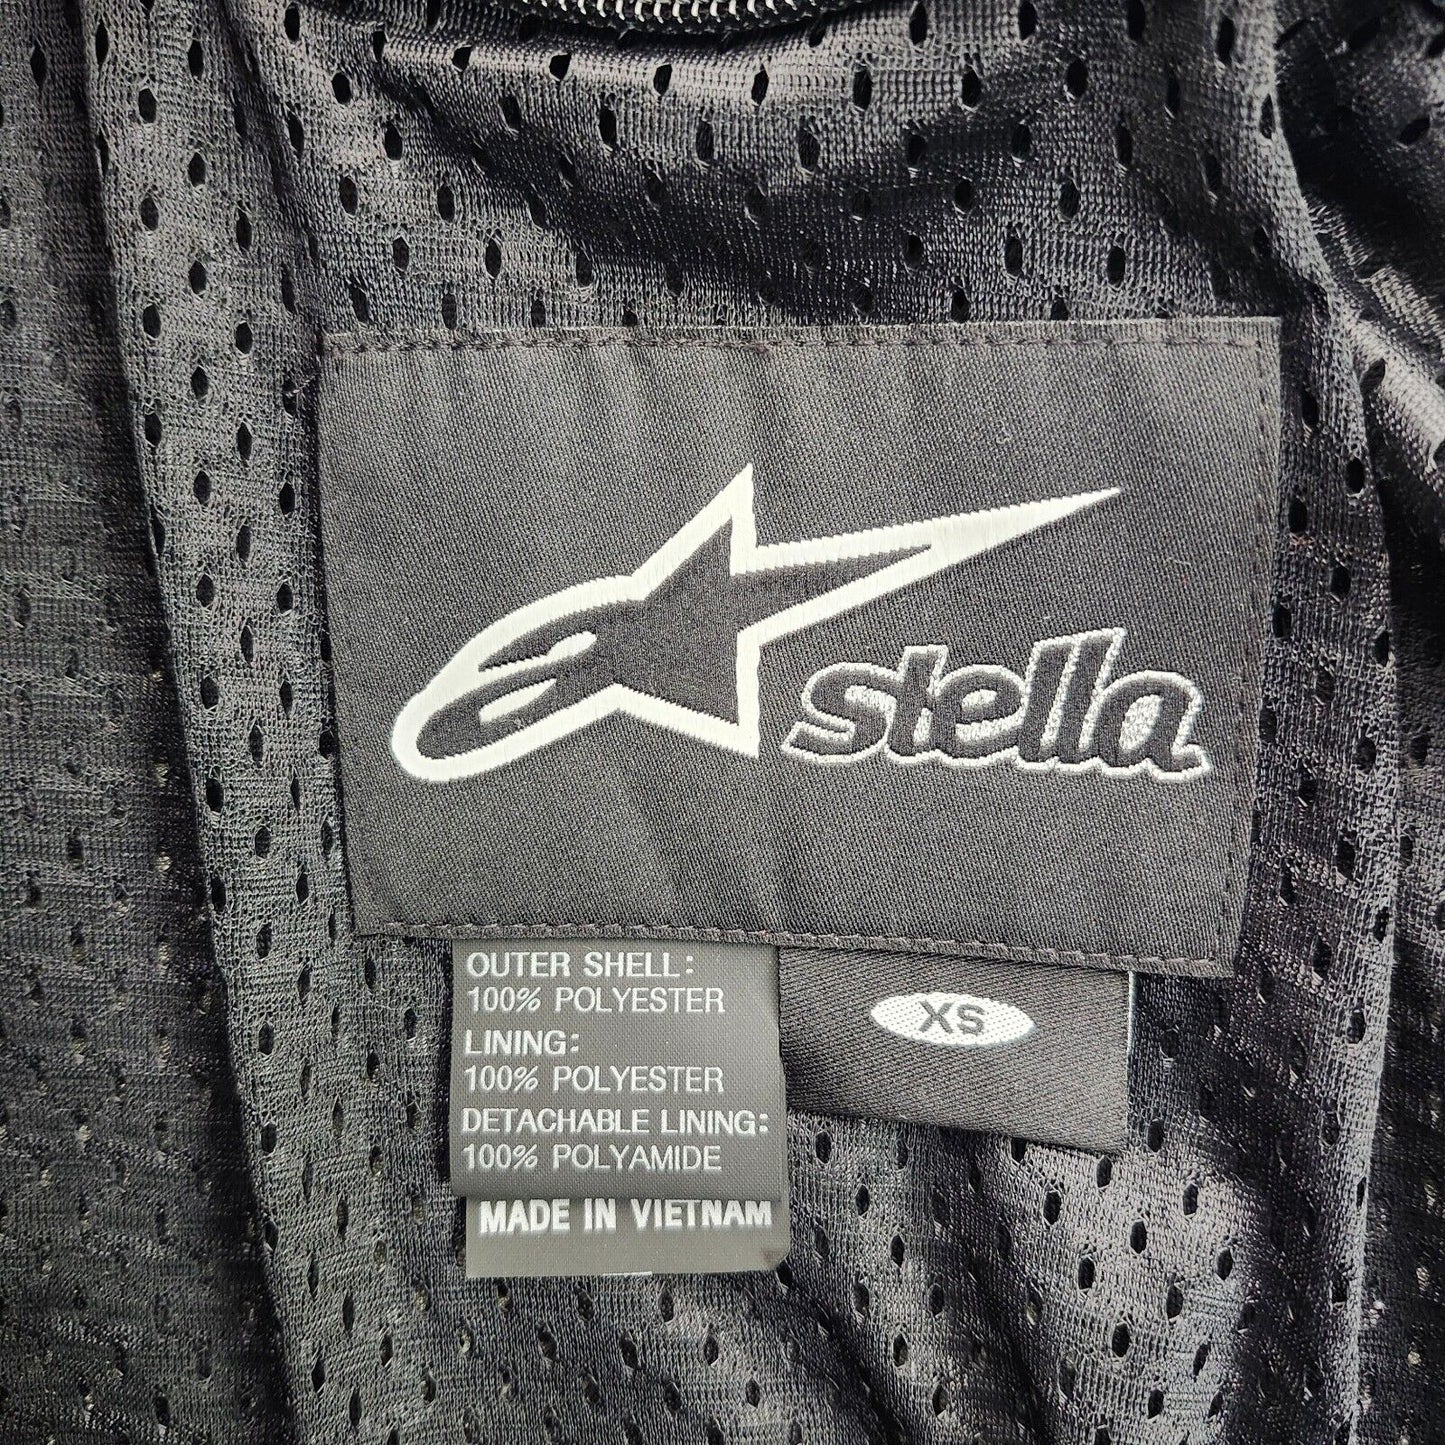 stella
XS
OUTER SHELL:
100% POLYESTER
LINING:
100% POLYESTER
DETACHABLE LINING:
100% POLYAMIDE
MADE IN VIETNAM